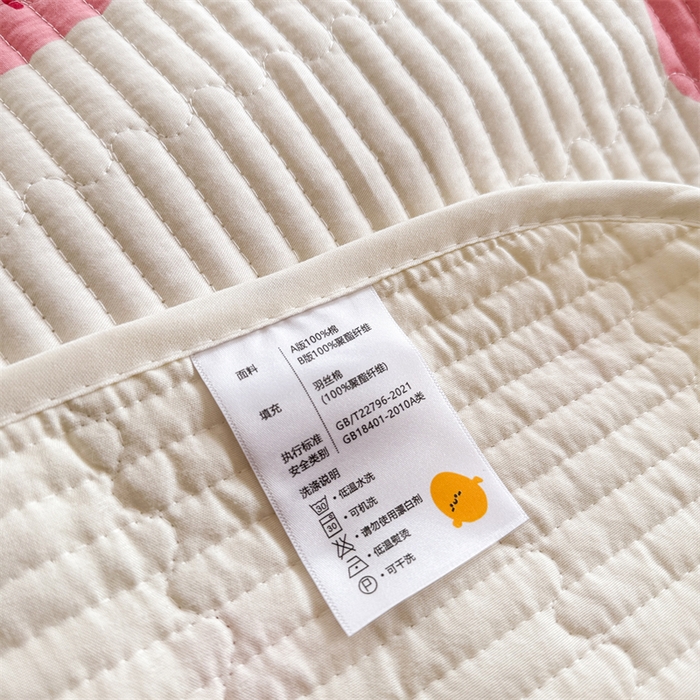 面料 A版100%棉
B版100%聚酯纤维
填充 羽丝棉
(100%聚酯纤维)
执行标准 GB/T22796-2021
安全类别 GB18401-2010A类
洗涤说明
30 · 低温水洗
30 · 可机洗
· 请勿使用漂白剂
· 低温熨烫
P · 可干洗